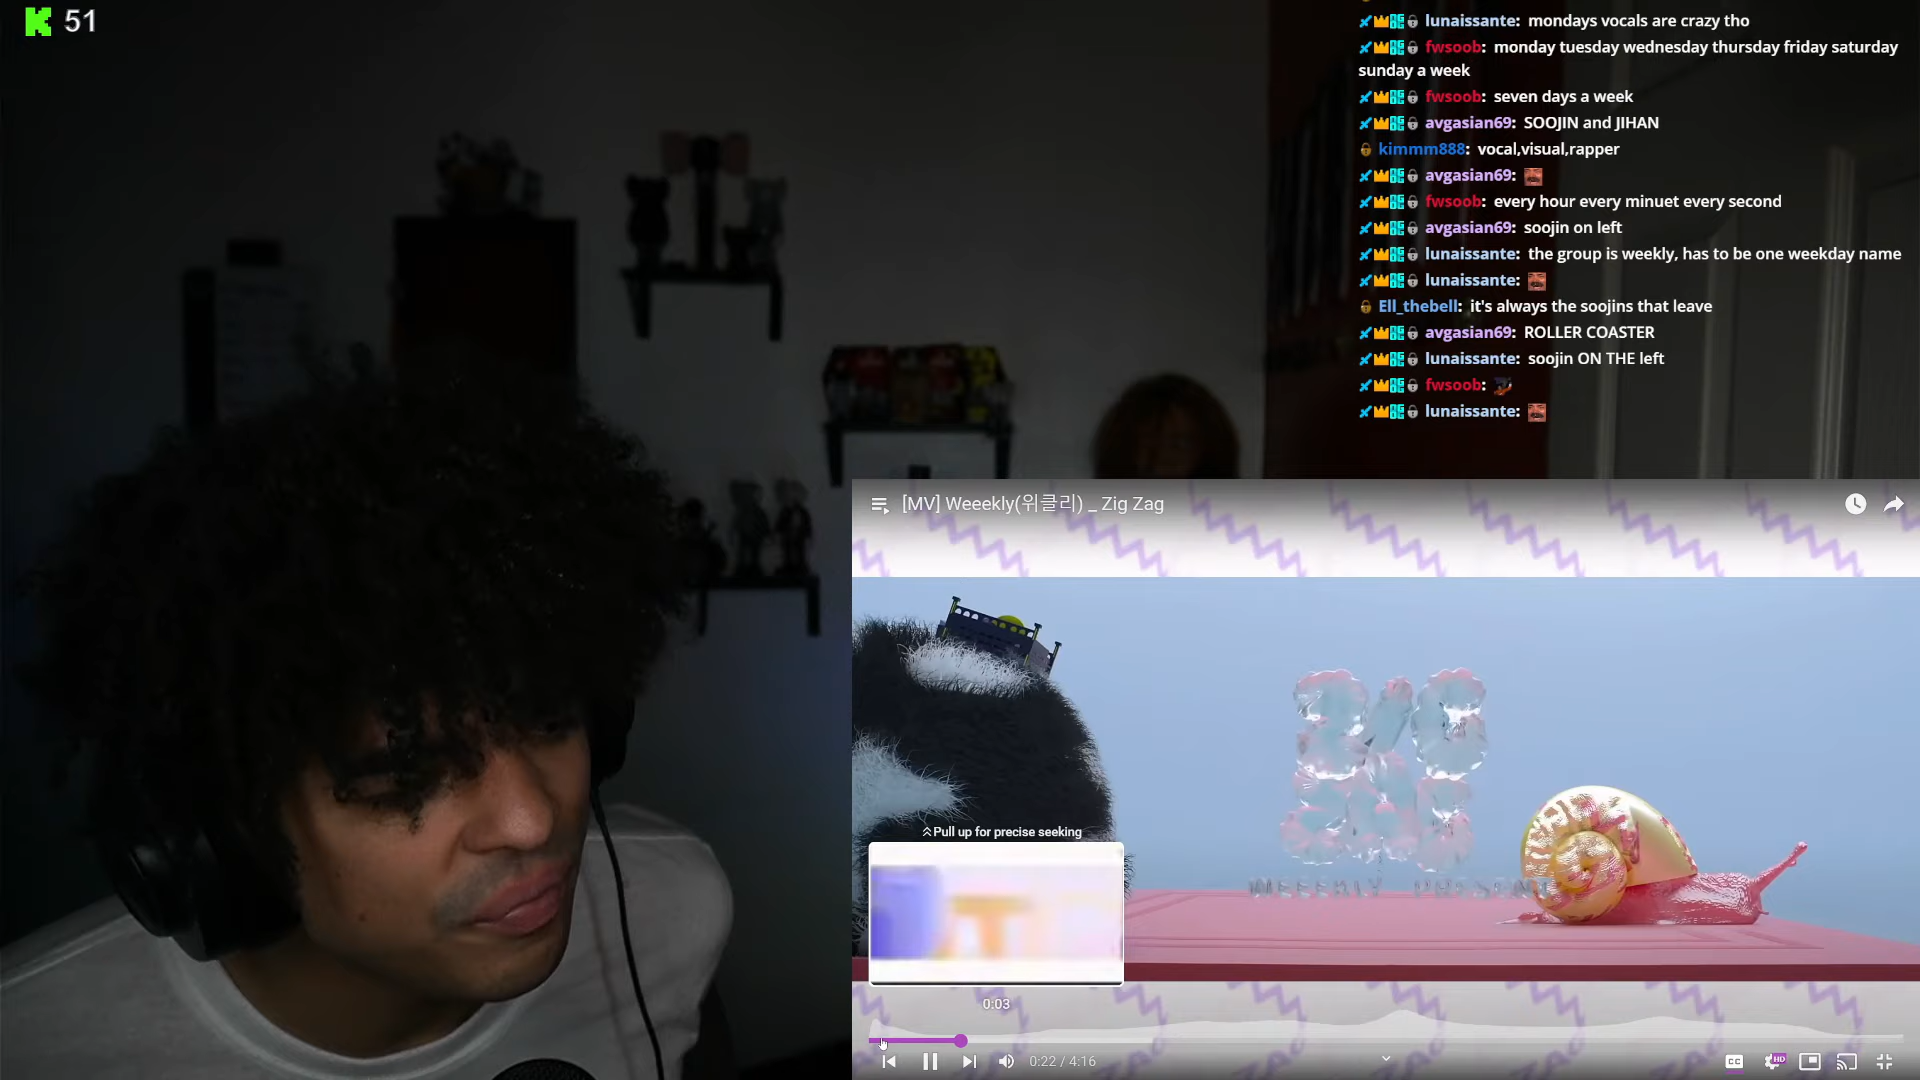 51
lunaissante: mondays vocals are crazy tho
fwsoob: monday tuesday wednesday thursday friday saturday
sunday a week
fwsoob: seven days a week
avgasian69: SOOJIN and JIHAN
kimmm888: vocal,visual,rapper
avgasian69:
fwsoob: every hour every minuet every second
avgasian69: soojin on left
lunaissante: the group is weekly, has to be one weekday name
lunaissante:
Ell_thebell: it's always the soojins that leave
avgasian69: ROLLER COASTER
lunaissante: soojin ON THE left
fwsoob:
lunaissante:
[MV] Weeekly(위클리) _ Zig Zag
Pull up for precise seeking
0:03
0:22 / 4:16
CC
HD